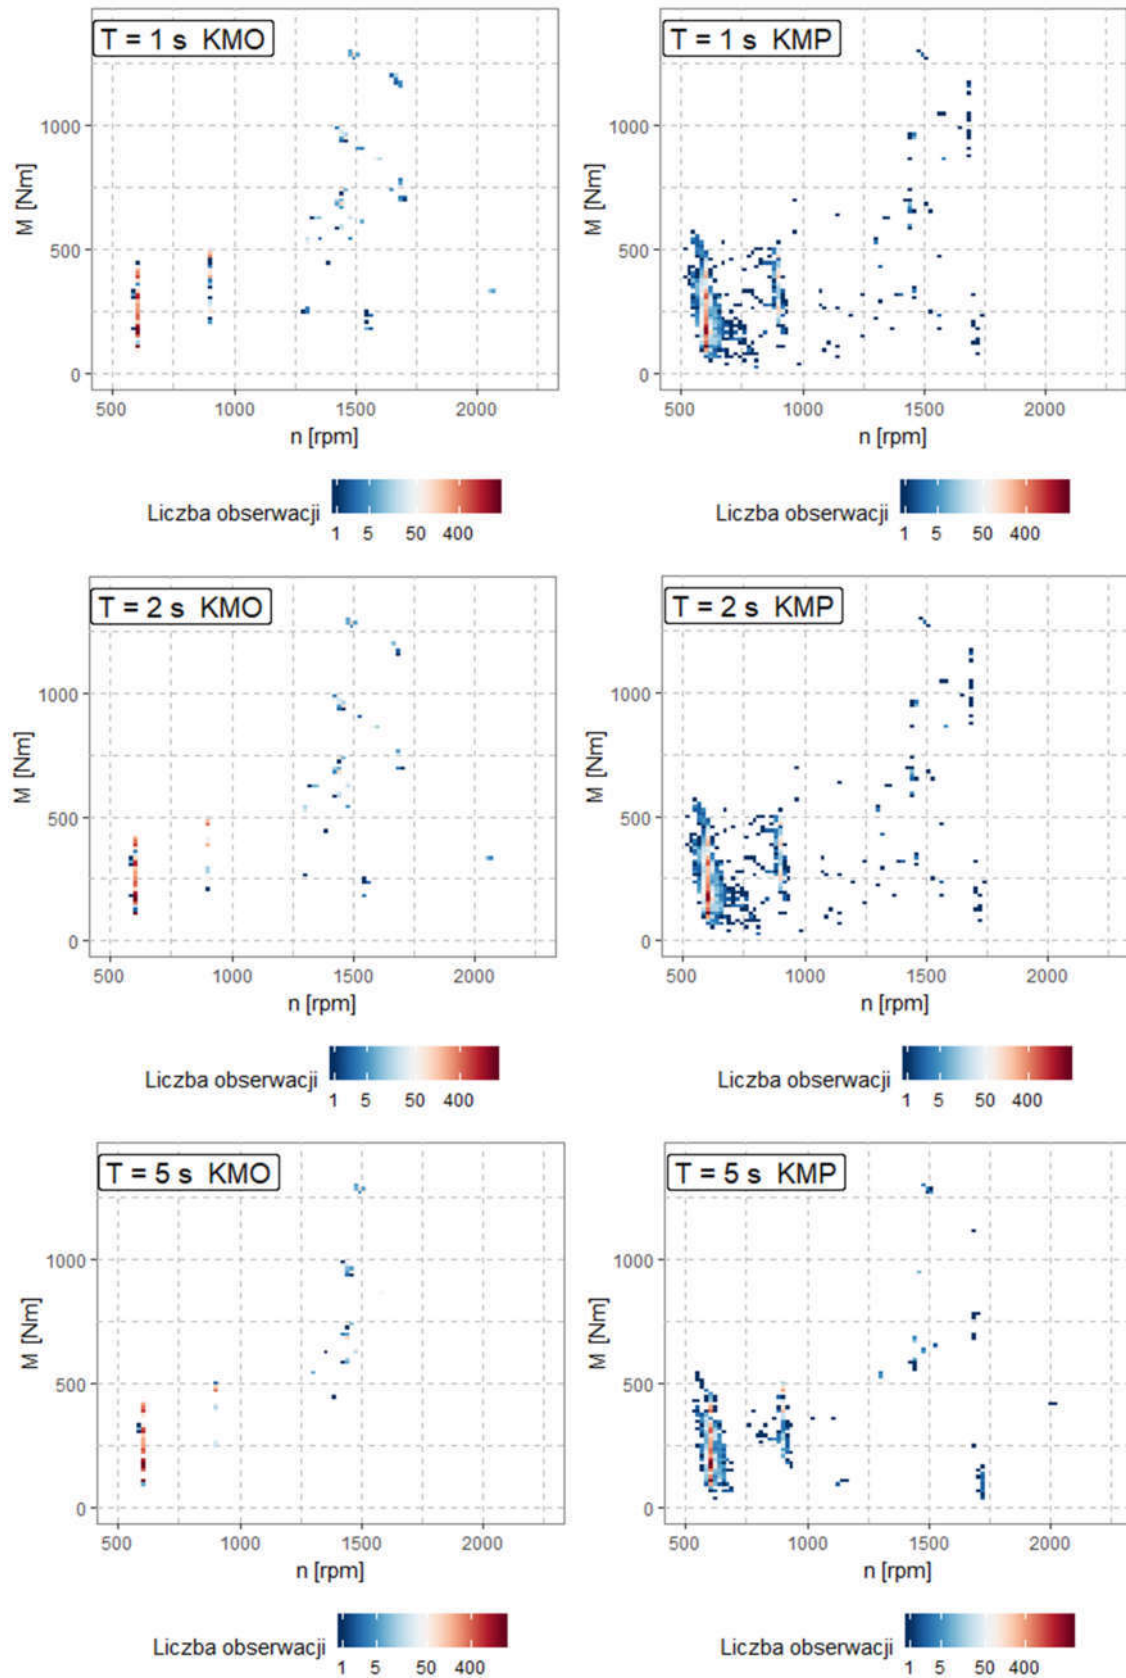 T = 1 s KMO
T = 1 s KMP
1000
500
0
M [Nm]
500 1000 1500 2000
n [rpm]
Liczba obserwacji
1 5 50 400
1000
500
0
M [Nm]
500 1000 1500 2000
n [rpm]
Liczba obserwacji
1 5 50 400
T = 2 s KMO
T = 2 s KMP
1000
500
0
M [Nm]
500 1000 1500 2000
n [rpm]
Liczba obserwacji
1 5 50 400
1000
500
0
M [Nm]
500 1000 1500 2000
n [rpm]
Liczba obserwacji
1 5 50 400
T = 5 s KMO
T = 5 s KMP
1000
500
0
M [Nm]
500 1000 1500 2000
n [rpm]
Liczba obserwacji
1 5 50 400
1000
500
0
M [Nm]
500 1000 1500 2000
n [rpm]
Liczba obserwacji
1 5 50 400